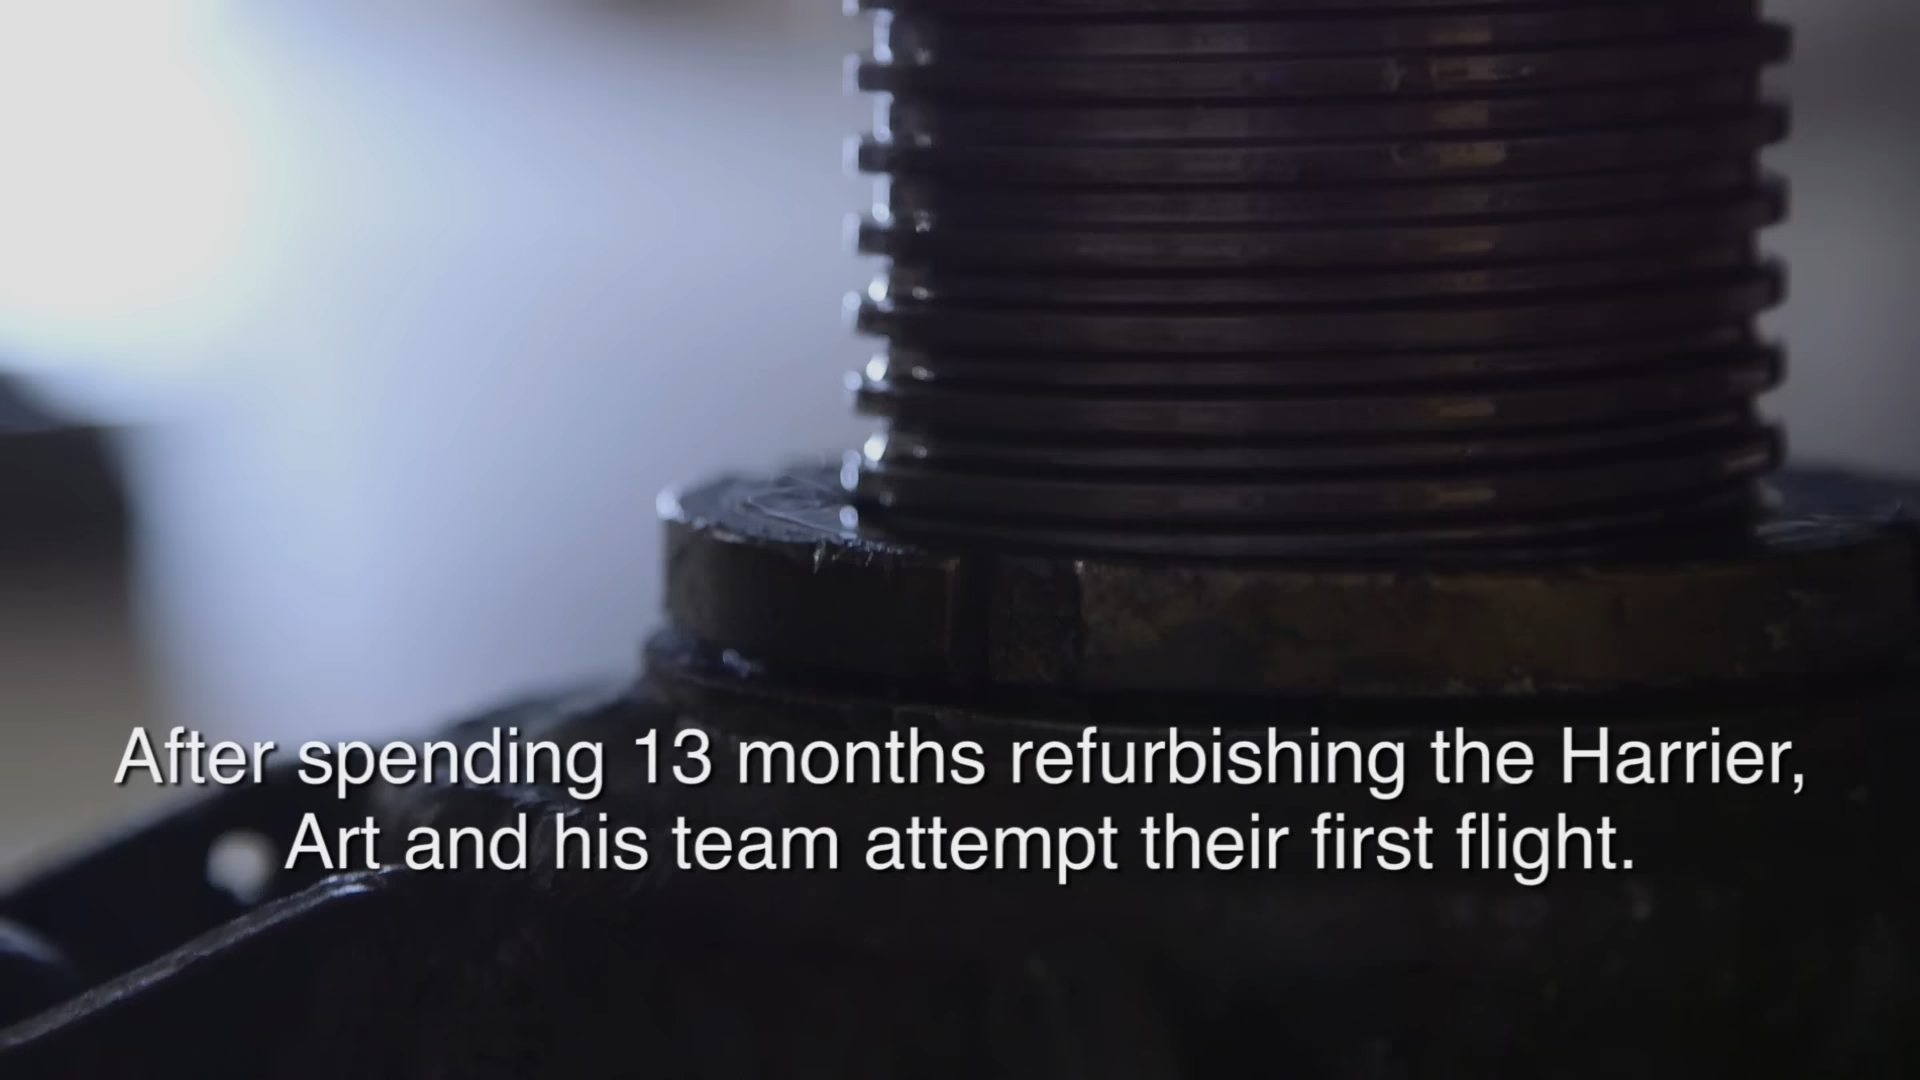 After spending 13 months refurbishing the Harrier,
Art and his team attempt their first flight.